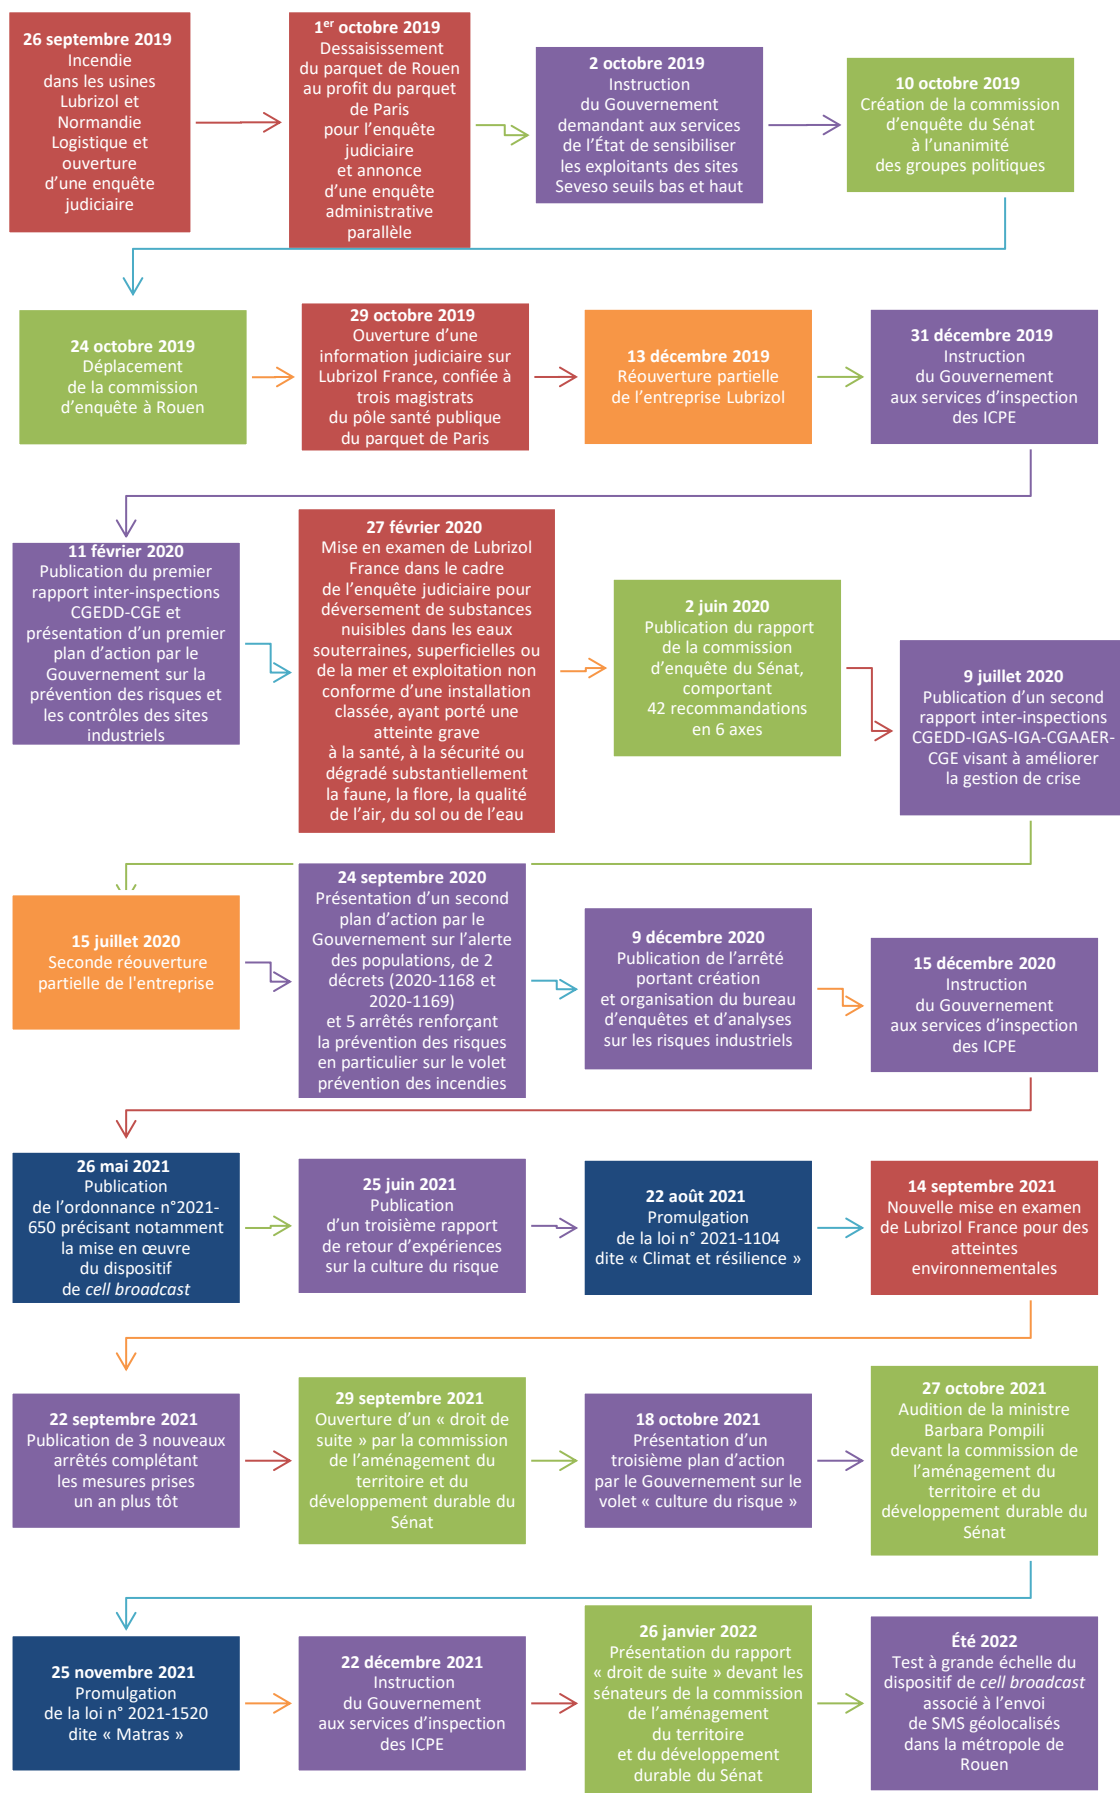 26 septembre 2019
Incendie
dans les usines
Lubrizol et
Normandie
Logistique et
ouverture
d'une enquête
judiciaire
1er octobre 2019
Dessaisissement
du parquet de Rouen
au profit du parquet
de Paris
pour l'enquête
judiciaire
et annonce
d'une enquête
administrative
parallèle
2 octobre 2019
Instruction
du Gouvernement
demandant aux services
de l'État de sensibiliser
les exploitants des sites
Seveso seuils bas et haut
10 octobre 2019
Création de la commission
d'enquête du Sénat
à l'unanimité
des groupes politiques
24 octobre 2019
Déplacement
de la commission
d'enquête à Rouen
29 octobre 2019
Ouverture d'une
information judiciaire sur
Lubrizol France, confiée à
trois magistrats
du pôle santé publique
du parquet de Paris
13 décembre 2019
Réouverture partielle
de l'entreprise Lubrizol
31 décembre 2019
Instruction
du Gouvernement
aux services d'inspection
des ICPE
11 février 2020
Publication du premier
rapport inter-inspections
CGEDD-CGE et
présentation d'un premier
plan d'action par le
Gouvernement sur la
prévention des risques et
les contrôles des sites
industriels
27 février 2020
Mise en examen de Lubrizol
France dans le cadre
de l'enquête judiciaire pour
déversement de substances
nuisibles dans les eaux
souterraines, superficielles ou
de la mer et exploitation non
conforme d'une installation
classée, ayant porté une
atteinte grave
à la santé, à la sécurité ou
dégradé substantiellement
la faune, la flore, la qualité
de l'air, du sol ou de l'eau
2 juin 2020
Publication du rapport
de la commission
d'enquête du Sénat,
comportant
42 recommandations
en 6 axes
9 juillet 2020
Publication d'un second
rapport inter-inspections
CGEDD-IGAS-IGA-CGAAER-
CGE visant à améliorer
la gestion de crise
15 juillet 2020
Seconde réouverture
partielle de l'entreprise
24 septembre 2020
Présentation d'un second
plan d'action par le
Gouvernement sur l'alerte
des populations, de 2
décrets (2020-1168 et
2020-1169)
et 5 arrêtés renforçant
la prévention des risques
en particulier sur le volet
prévention des incendies
9 décembre 2020
Publication de l'arrêté
portant création
et organisation du bureau
d'enquêtes et d'analyses
sur les risques industriels
15 décembre 2020
Instruction
du Gouvernement
aux services d'inspection
des ICPE
26 mai 2021
Publication
de l'ordonnance n°2021-
650 précisant notamment
la mise en œuvre
du dispositif
de cell broadcast
25 juin 2021
Publication
d'un troisième rapport
de retour d'expériences
sur la culture du risque
22 août 2021
Promulgation
de la loi n° 2021-1104
dite « Climat et résilience »
14 septembre 2021
Nouvelle mise en examen
de Lubrizol France pour des
atteintes
environnementales
22 septembre 2021
Publication de 3 nouveaux
arrêtés complétant
les mesures prises
un an plus tôt
29 septembre 2021
Ouverture d'un « droit de
suite » par la commission
de l'aménagement du
territoire et du
développement durable du
Sénat
18 octobre 2021
Présentation d'un
troisième plan d'action
par le Gouvernement sur le
volet « culture du risque »
27 octobre 2021
Audition de la ministre
Barbara Pompili
devant la commission de
l'aménagement du
territoire et du
développement durable du
Sénat
25 novembre 2021
Promulgation
de la loi n° 2021-1520
dite « Matras »
22 décembre 2021
Instruction
du Gouvernement
aux services d'inspection
des ICPE
26 janvier 2022
Présentation du rapport
« droit de suite » devant les
sénateurs de la commission
de l'aménagement
du territoire
et du développement
durable du Sénat
Été 2022
Test à grande échelle du
dispositif de cell broadcast
associé à l'envoi
de SMS géolocalisés
dans la métropole de
Rouen